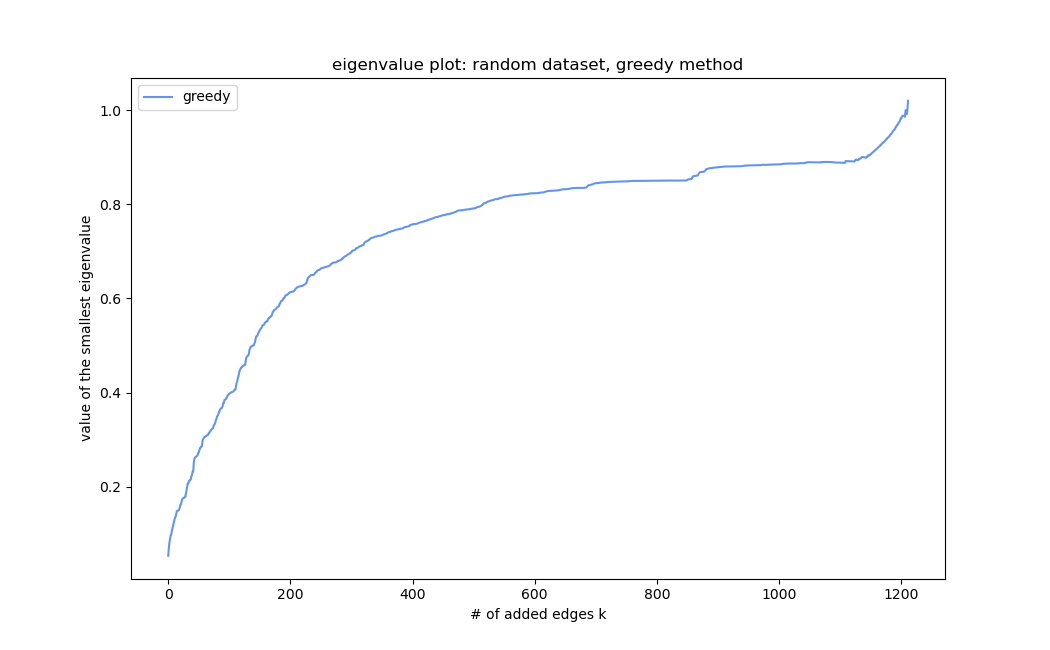 eigenvalue plot: random dataset, greedy method
greedy
1.0
0.8
0.6
0.4
0.2
value of the smallest eigenvalue
0 200 400 600 800 1000 1200
# of added edges k